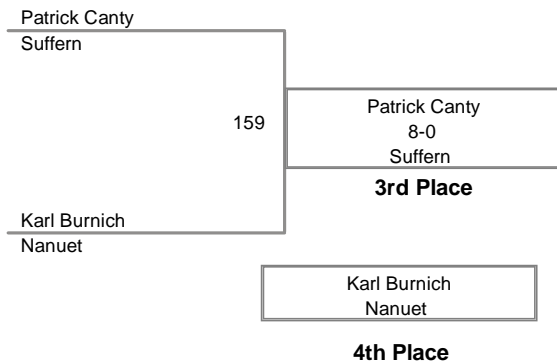 Patrick Canty
Suffern
159
Patrick Canty
8-0
Suffern
3rd Place
Karl Burnich
Nanuet
Karl Burnich
Nanuet
4th Place